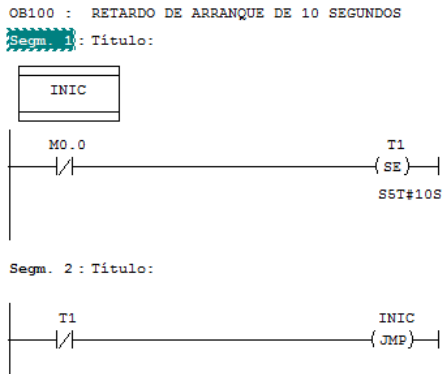 OB100 : RETARDO DE ARRANQUE DE 10 SEGUNDOS
Segm. 1: Título:
INIC
M0.0 T1
SE
S5T#10S
Segm. 2 : Título:
T1 INIC
JMP